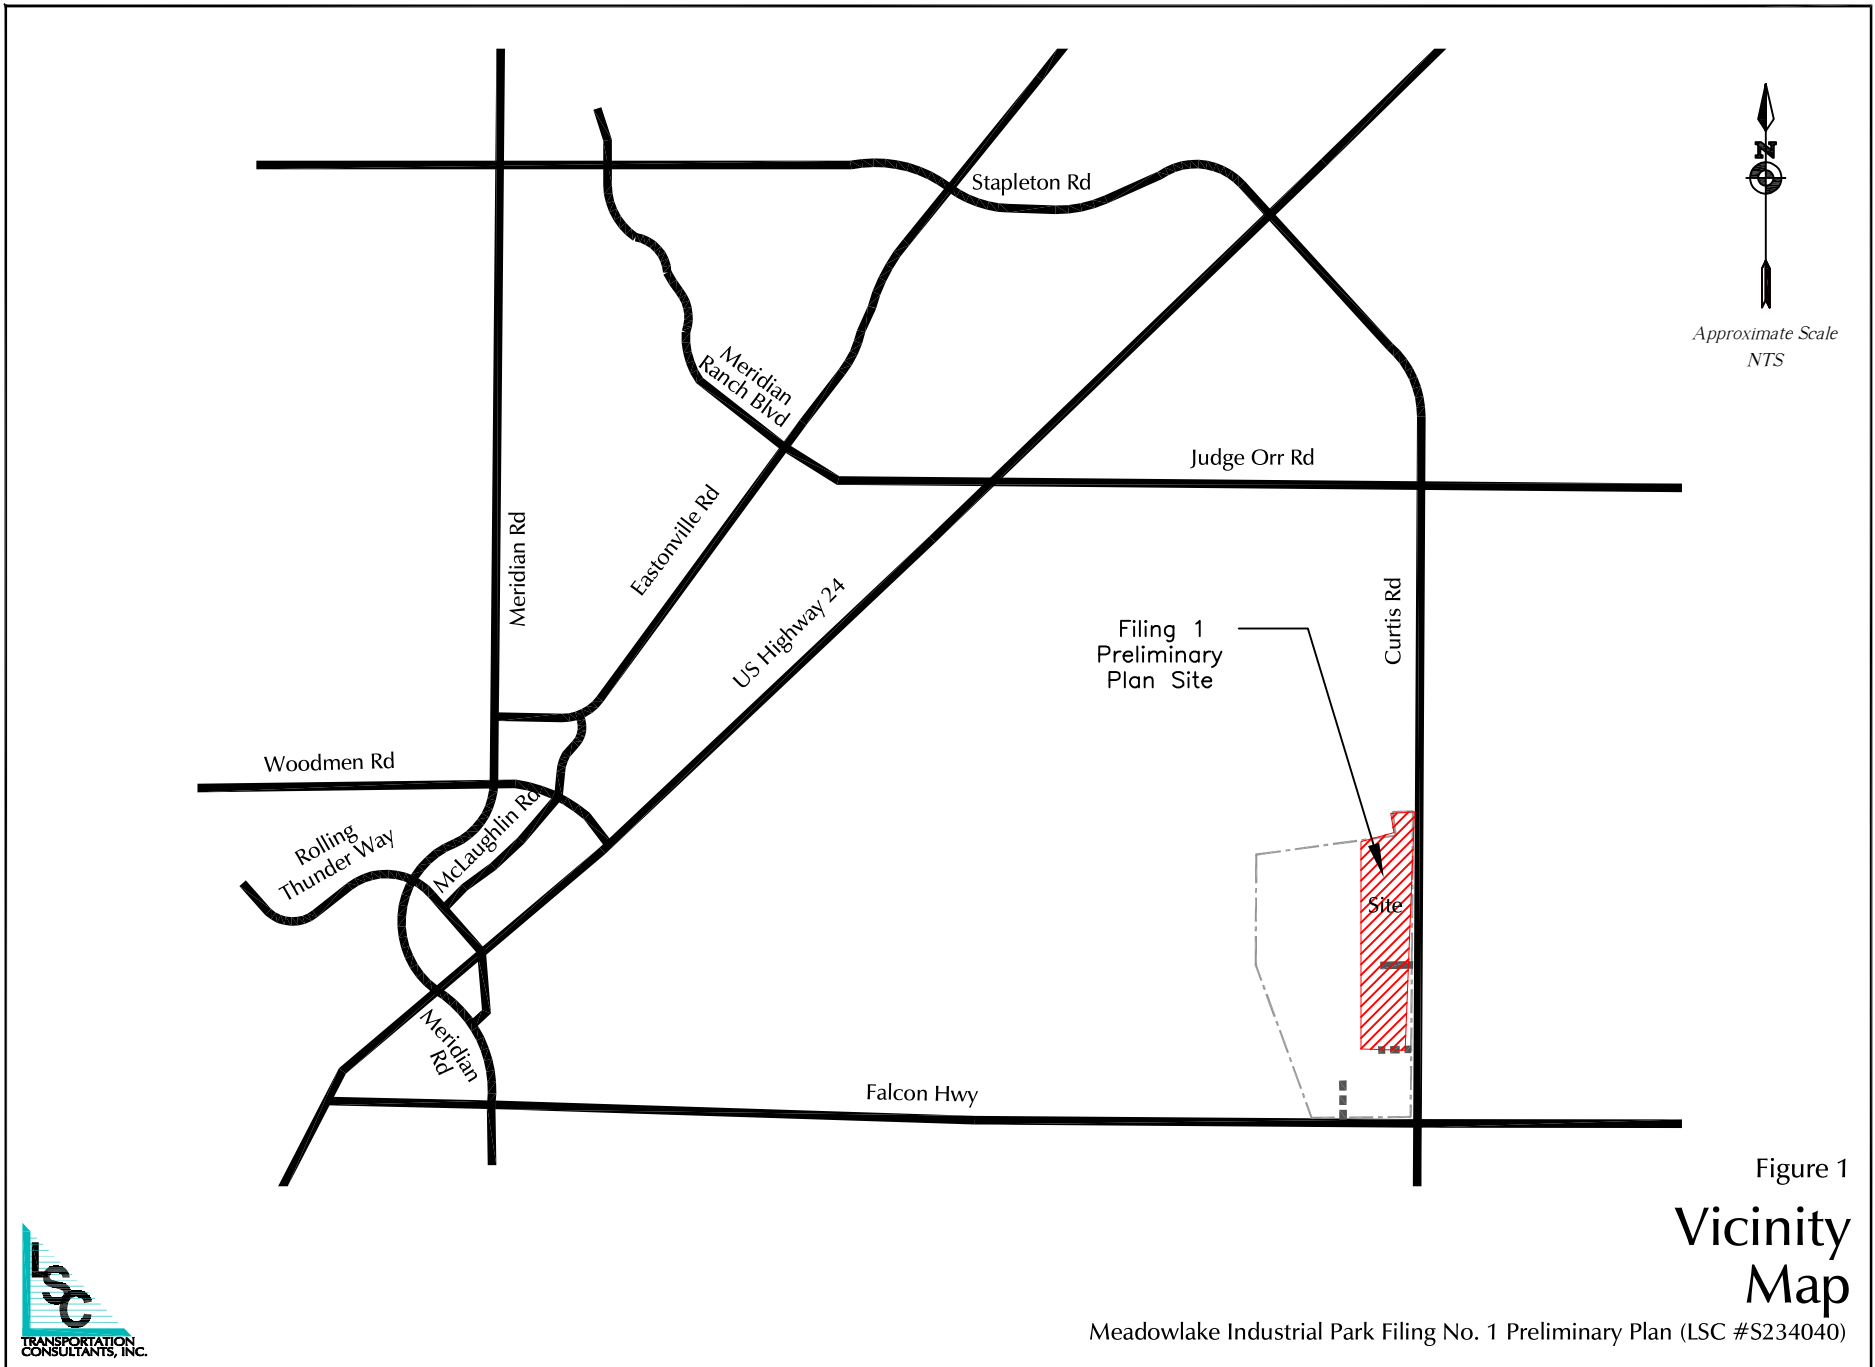 Stapleton Rd
N
Approximate Scale
NTS
Meridian
Ranch Blvd
Judge Orr Rd
Meridian Rd
Eastonville Rd
US Highway 24
Curtis Rd
Filing 1
Preliminary
Plan Site
Woodmen Rd
McLaughlin Rd
Rolling
Thunder Way
Site
Meridian
Rd
Falcon Hwy
Figure 1
Vicinity
Map
Meadowlake Industrial Park Filing No. 1 Preliminary Plan (LSC #S234040)
LSC
TRANSPORTATION
CONSULTANTS, INC.